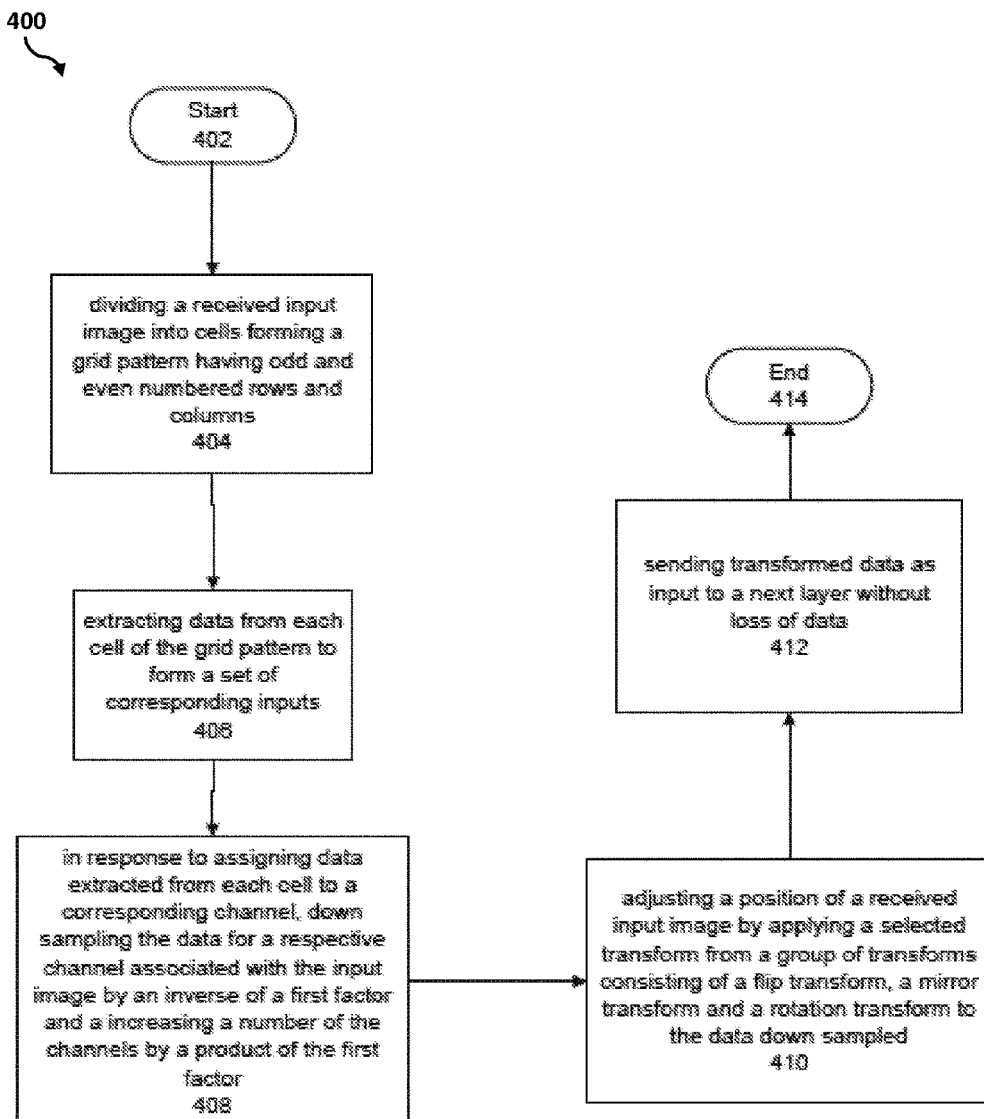 400
Start
402
dividing a received input
image into cells forming a
grid pattern having odd and
even numbered rows and
columns
404
extracting data from each
cell of the grid pattern to
form a set of
corresponding inputs
406
in response to assigning data
extracted from each cell to a
corresponding channel, down
sampling the data for a respective
channel associated with the input
image by an inverse of a first factor
and a increasing a number of the
channels by a product of the first
factor
408
adjusting a position of a received
input image by applying a selected
transform from a group of transforms
consisting of a flip transform, a mirror
transform and a rotation transform to
the data down sampled
410
sending transformed data as
input to a next layer without
loss of data
412
End
414